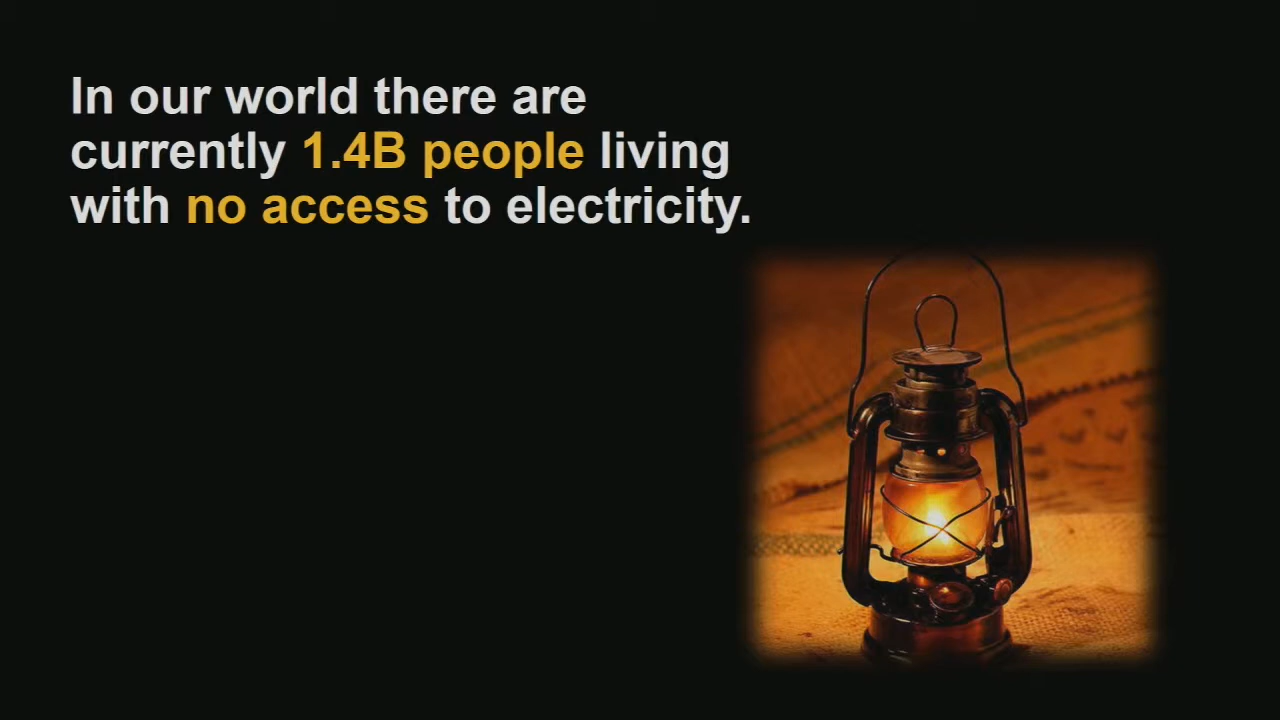 In our world there are
currently 1.4B people living
with no access to electricity.